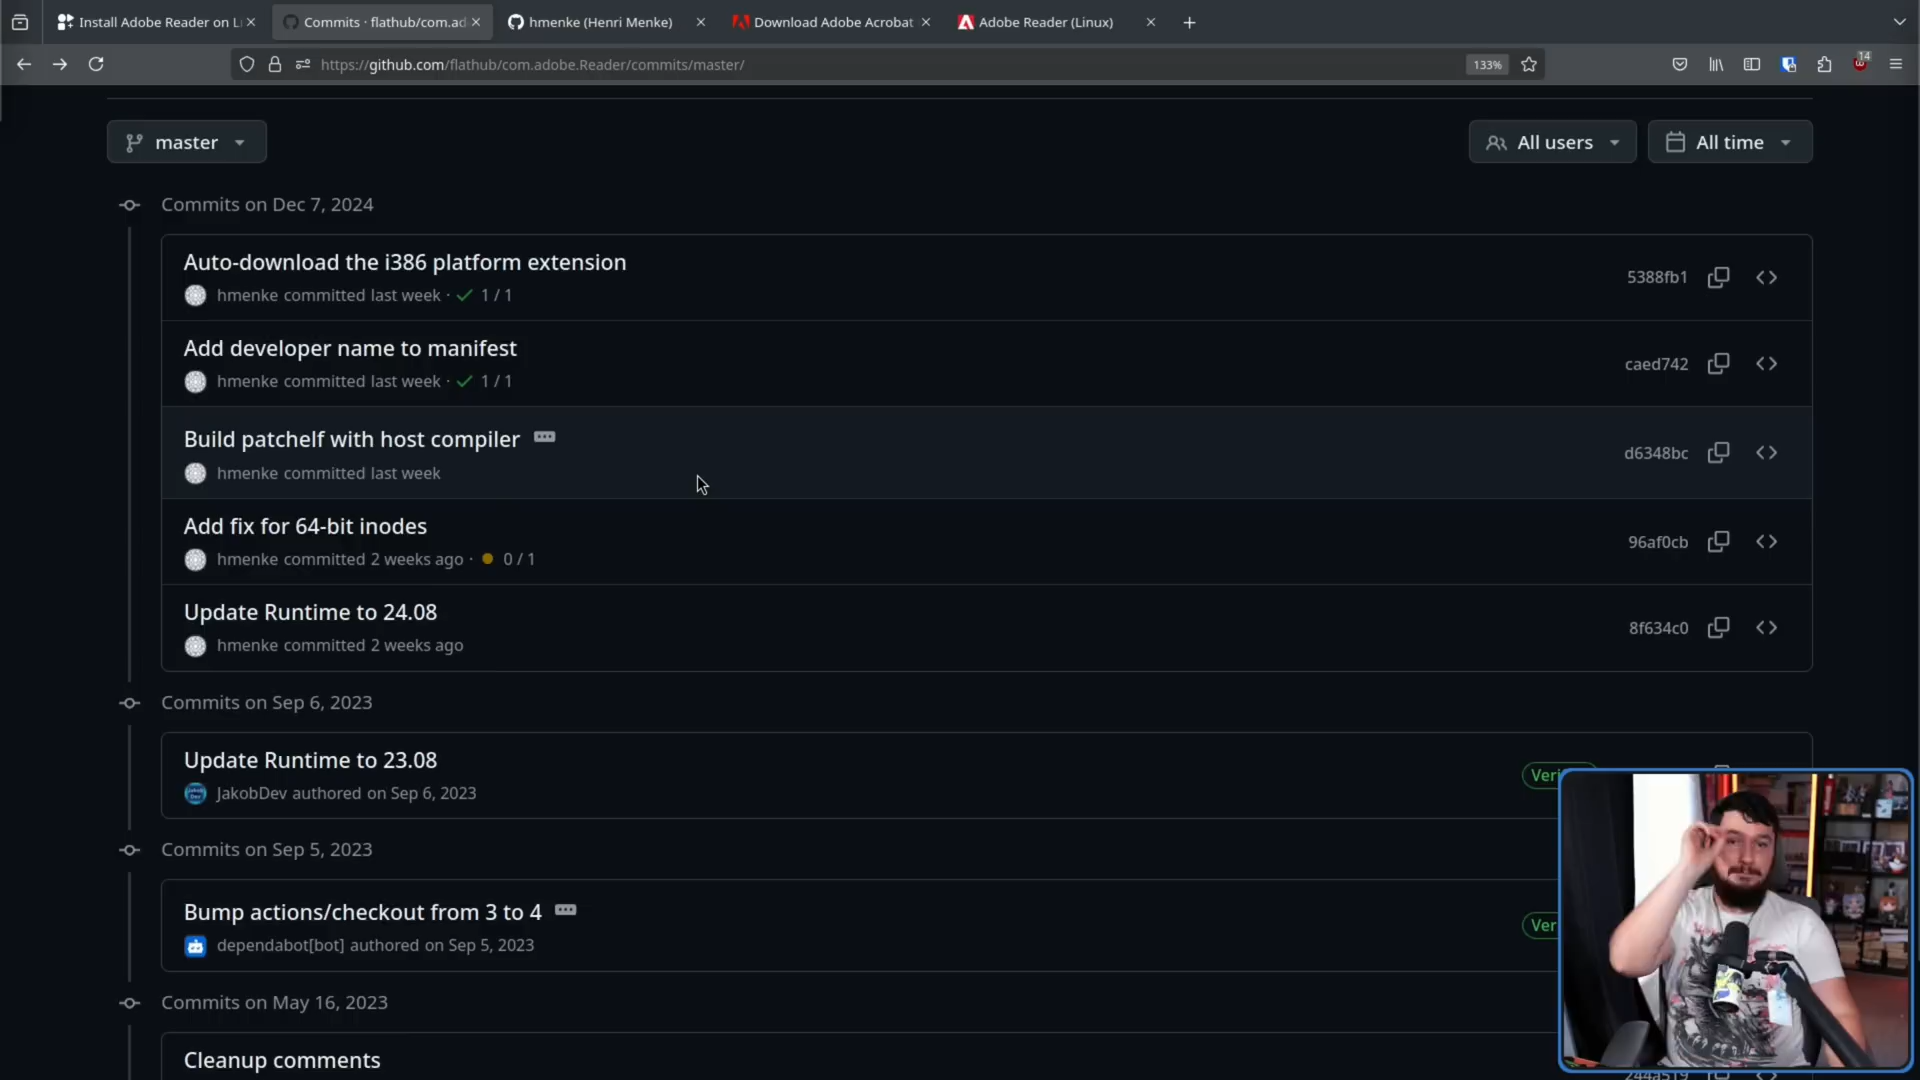 Install Adobe Reader on Li
Commits · flathub/com.ad
hmenke (Henri Menke)
Download Adobe Acrobat
Adobe Reader (Linux)
https://github.com/flathub/com.adobe.Reader/commits/master/
133%
14
master
All users
All time
Commits on Dec 7, 2024
Auto-download the i386 platform extension
hmenke committed last week · 1 / 1
5388fb1
Add developer name to manifest
hmenke committed last week · 1 / 1
caed742
Build patchelf with host compiler
hmenke committed last week
d6348bc
Add fix for 64-bit inodes
hmenke committed 2 weeks ago · 0 / 1
96af0cb
Update Runtime to 24.08
hmenke committed 2 weeks ago
8f634c0
Commits on Sep 6, 2023
Update Runtime to 23.08
JakobDev authored on Sep 6, 2023
Veri
Commits on Sep 5, 2023
Bump actions/checkout from 3 to 4
dependabot[bot] authored on Sep 5, 2023
Ver
Commits on May 16, 2023
Cleanup comments